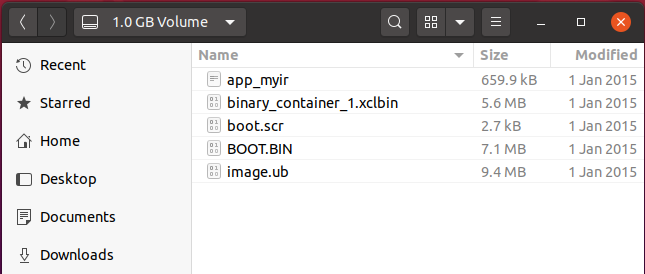 1.0 GB Volume
Name Size Modified
Recent
app_myir 659.9 kB 1 Jan 2015
Starred
binary_container_1.xclbin 5.6 MB 1 Jan 2015
boot.scr 2.7 kB 1 Jan 2015
Home
BOOT.BIN 7.1 MB 1 Jan 2015
image.ub 9.4 MB 1 Jan 2015
Desktop
Documents
Downloads